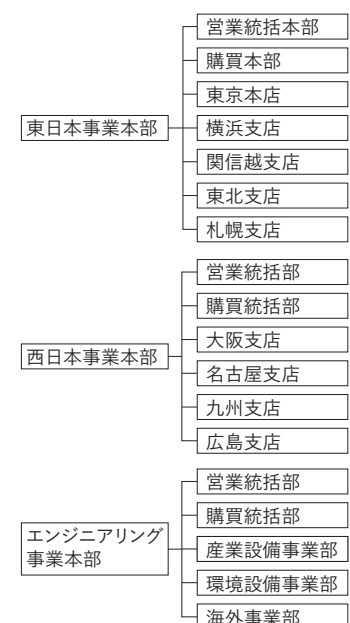 東日本事業本部
営業統括本部
購買本部
東京本店
横浜支店
関信越支店
東北支店
札幌支店
西日本事業本部
営業統括部
購買統括部
大阪支店
名古屋支店
九州支店
広島支店
エンジニアリング
事業本部
営業統括部
購買統括部
産業設備事業部
環境設備事業部
海外事業部